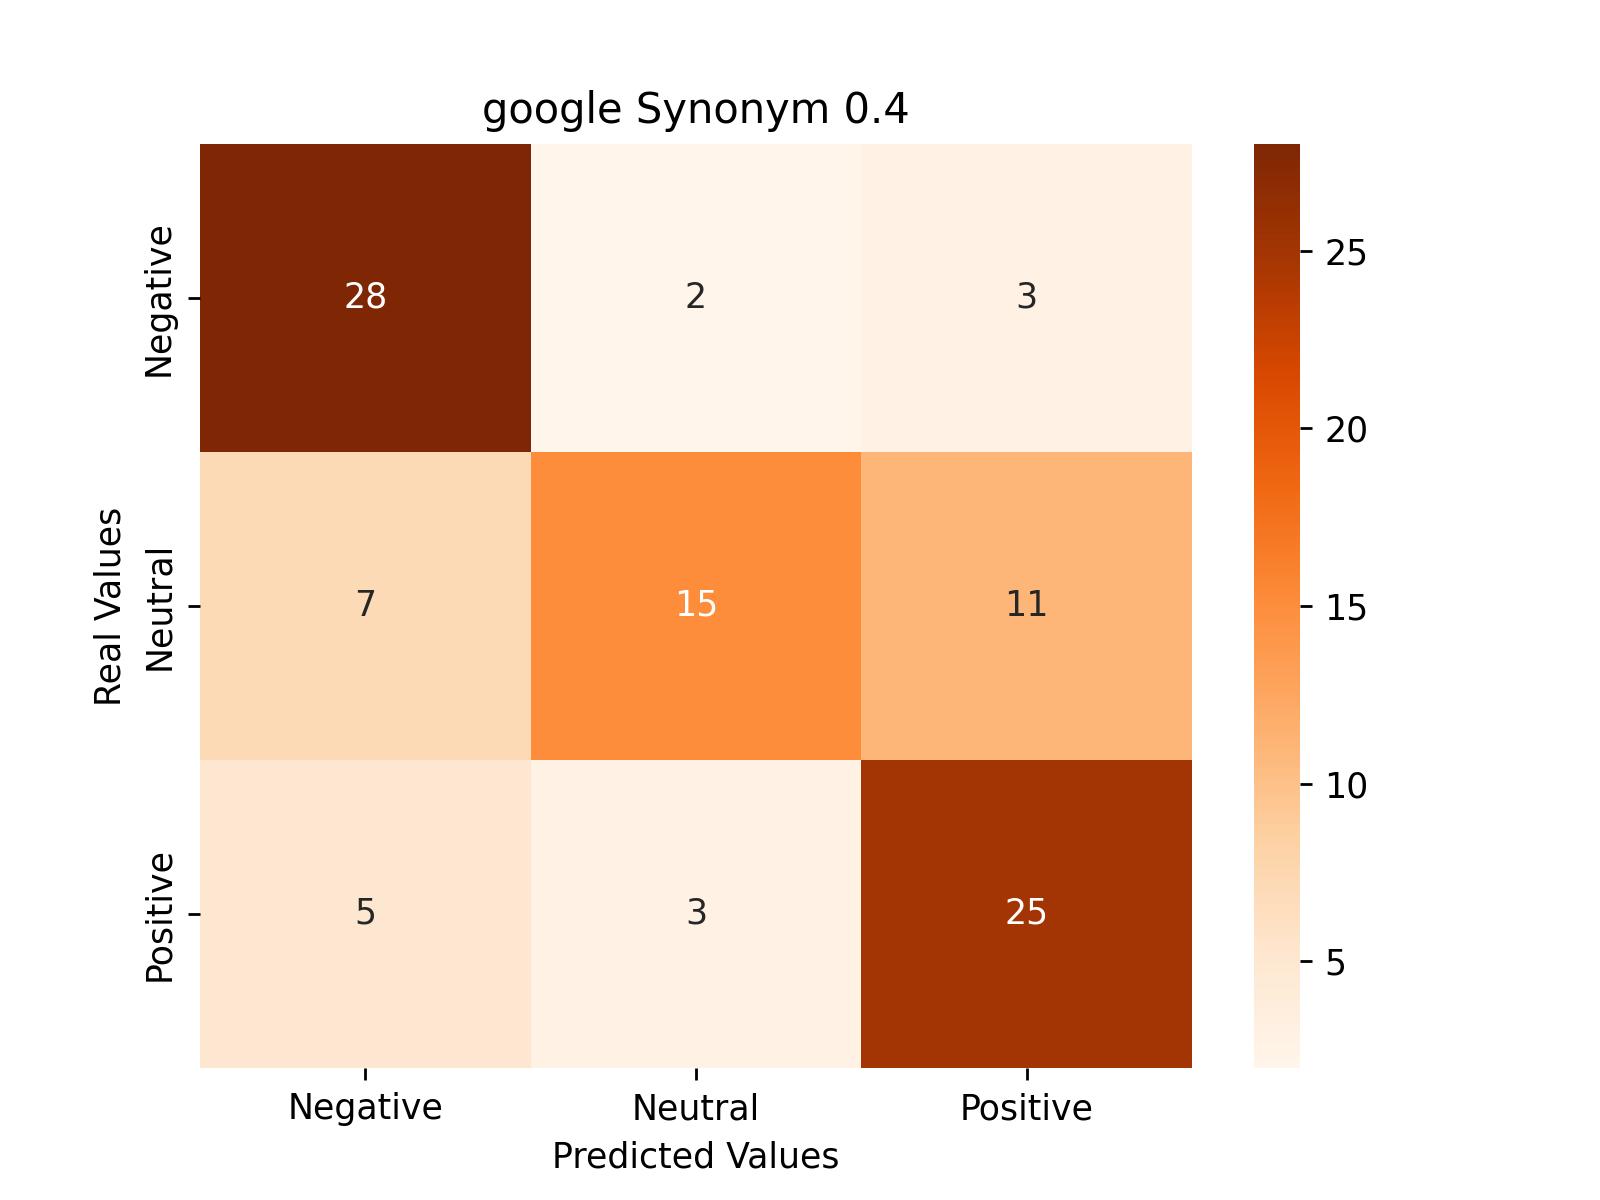 google Synonym 0.4
Negative
28
2
3
25
20
Real Values
Neutral
7
15
11
15
10
Positive
5
3
25
5
Negative
Neutral
Positive
Predicted Values